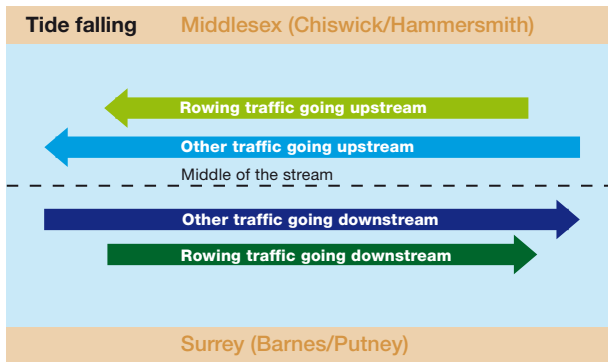 Tide falling Middlesex (Chiswick/Hammersmith)
Rowing traffic going upstream
Other traffic going upstream
Middle of the stream
Other traffic going downstream
Rowing traffic going downstream
Surrey (Barnes/Putney)